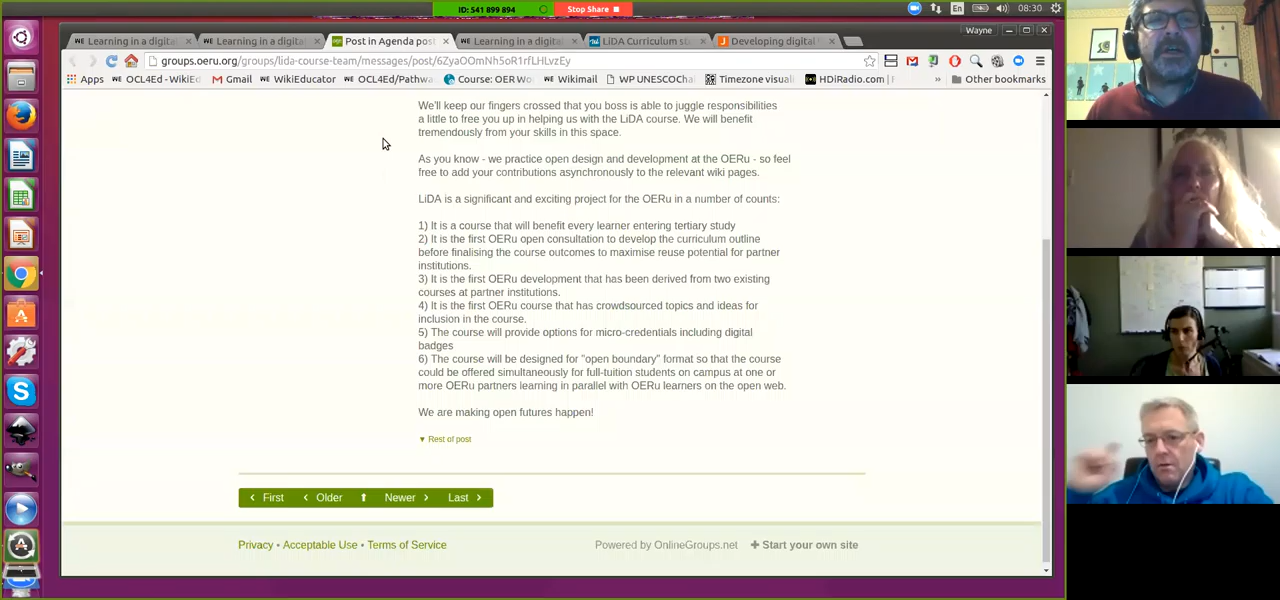 ID: 541 899 894
Stop Share
En
08:30
Learning in a digital
Learning in a digital
Post in Agenda post
Learning in a digita
LiDA Curriculum st
Developing digital
Wayne
groups.oeru.org/groups/lida-course-team/messages/post/6ZyaOOmNh5oR1rfLHLvzEy
Apps
OCL4Ed - WikiEd
Gmail
WikiEducator
OCL4Ed/Pathwa
Course: OER Wo
Wikimail
WP UNESCOChai
Timezone visuali
HDiRadio.com
»
Other bookmarks
We'll keep our fingers crossed that you boss is able to juggle responsibilities
a little to free you up in helping us with the LiDA course. We will benefit
tremendously from your skills in this space.
As you know - we practice open design and development at the OERu - so feel
free to add your contributions asynchronously to the relevant wiki pages.
LiDA is a significant and exciting project for the OERu in a number of counts:
1) It is a course that will benefit every learner entering tertiary study
2) It is the first OERu open consultation to develop the curriculum outline
before finalising the course outcomes to maximise reuse potential for partner
institutions.
3) It is the first OERu development that has been derived from two existing
courses at partner institutions.
4) It is the first OERu course that has crowdsourced topics and ideas for
inclusion in the course.
5) The course will provide options for micro-credentials including digital
badges
6) The course will be designed for "open boundary" format so that the course
could be offered simultaneously for full-tuition students on campus at one or
more OERu partners learning in parallel with OERu learners on the open web.
We are making open futures happen!
▼ Rest of post
‹ First
‹ Older
Newer ›
Last ›
Privacy • Acceptable Use • Terms of Service
Powered by OnlineGroups.net
Start your own site